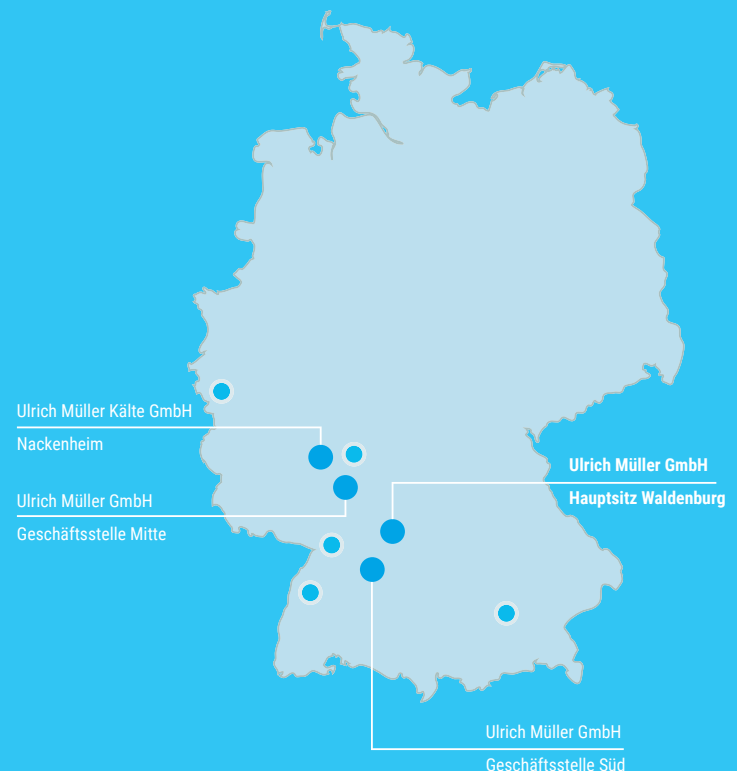 Ulrich Müller Kälte GmbH
Nackenheim
Ulrich Müller GmbH
Geschäftsstelle Mitte
Ulrich Müller GmbH
Hauptsitz Waldenburg
Ulrich Müller GmbH
Geschäftsstelle Süd